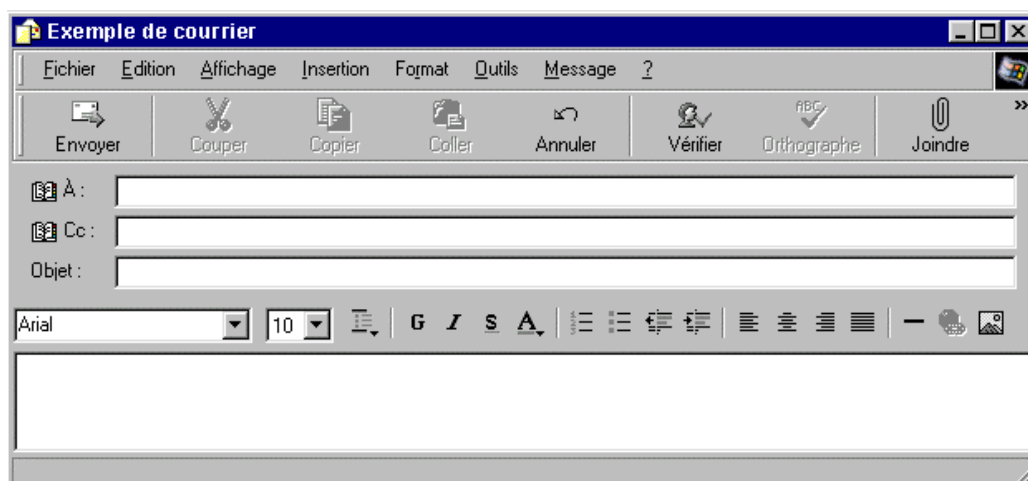 Exemple de courrier
Fichier Edition Affichage Insertion Format Outils Message ?
ABC »
Envoyer Couper Copier Coller Annuler Vérifier Orthographe Joindre
À :
Cc :
Objet :
Arial 10 G I S A